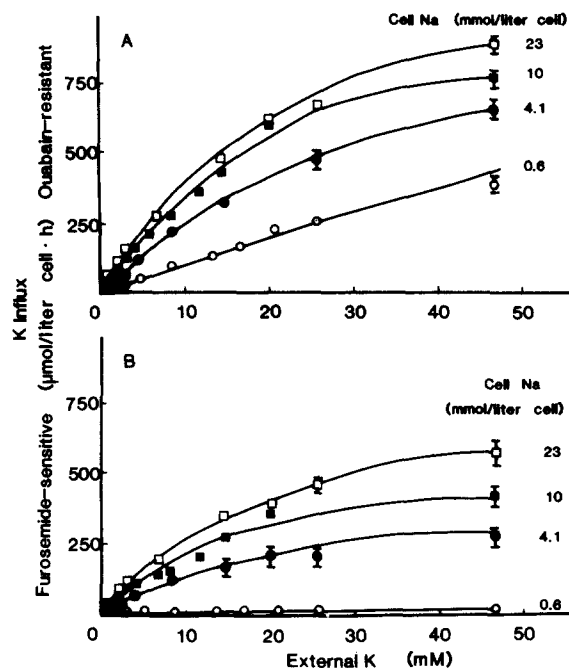 Cell Na (mmol/liter cell)
A
23
10
4.1
0.6
750
500
250
0 10 20 30 40 50
K Influx
Furosemide-sensitive (μmol/liter cell · h) Ouabain-resistant
B
Cell Na
(mmol/liter cell)
23
10
4.1
0.6
750
500
250
0 10 20 30 40 50
External K (mM)